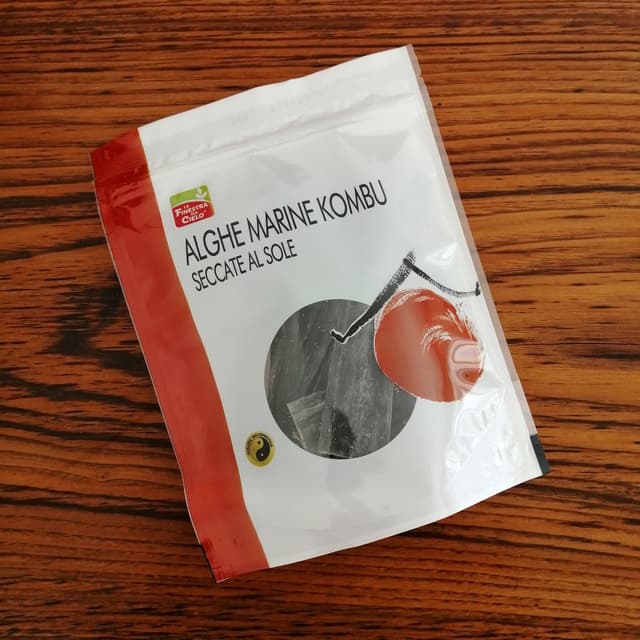 LA
FINESTRA
SUL
CIELO
ALGHE MARINE KOMBU
SECCATE AL SOLE